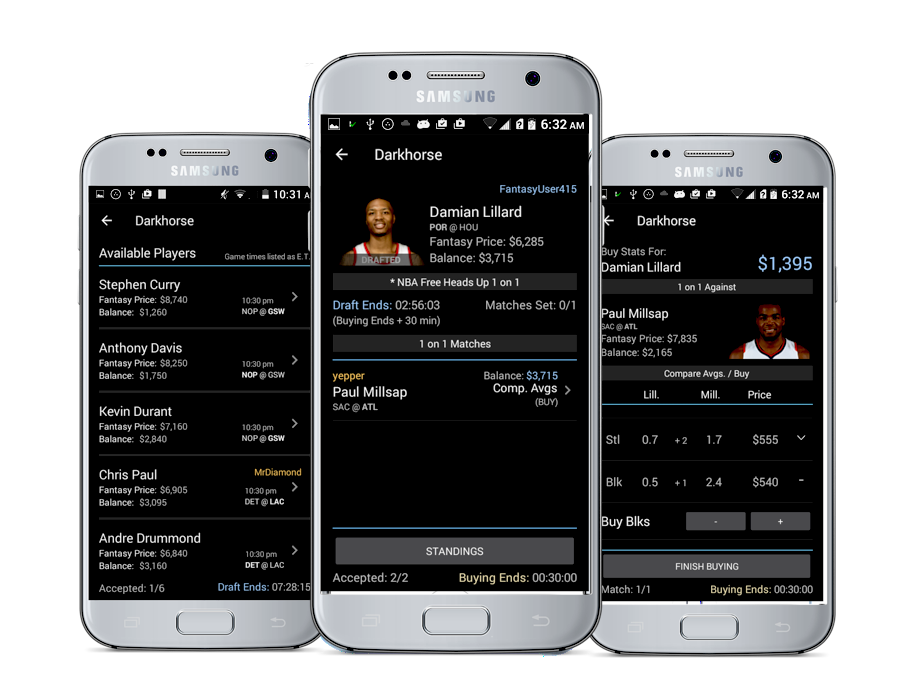 SAMSUNG
10:31 A
Darkhorse
Available Players
Game times listed as E.T.
Stephen Curry
Fantasy Price: $8,740
10:30 pm
Balance: $1,260
NOP @ GSW
Anthony Davis
Fantasy Price: $8,250
10:30 pm
Balance: $1,750
NOP @ GSW
Kevin Durant
Fantasy Price: $7,160
10:30 pm
Balance: $2,840
NOP @ GSW
Chris Paul
MrDiamond
Fantasy Price: $6,905
10:30 pm
Balance: $3,095
DET @ LAC
Andre Drummond
Fantasy Price: $6,840
10:30 pm
Balance: $3,160
DET @ LAC
Accepted: 1/6
Draft Ends: 07:28:15
SAMSUNG
6:32 AM
Darkhorse
FantasyUser415
Damian Lillard
POR @ HOU
Fantasy Price: $6,285
Balance: $3,715
DRAFTED
* NBA Free Heads Up 1 on 1
Draft Ends: 02:56:03
Matches Set: 0/1
(Buying Ends + 30 min)
1 on 1 Matches
yepper
Balance: $3,715
Paul Millsap
Comp. Avgs
SAC @ ATL
(BUY)
STANDINGS
Accepted: 2/2
Buying Ends: 00:30:00
SAMSUNG
6:32 AM
Darkhorse
Buy Stats For:
Damian Lillard
$1,395
1 on 1 Against
Paul Millsap
SAC @ ATL
Fantasy Price: $7,835
Balance: $2,165
Compare Avgs. / Buy
Lill. Mill. Price
Stl 0.7 +2 1.7 $555
Blk 0.5 +1 2.4 $540 -
Buy Blks - +
FINISH BUYING
Match: 1/1
Buying Ends: 00:30:00